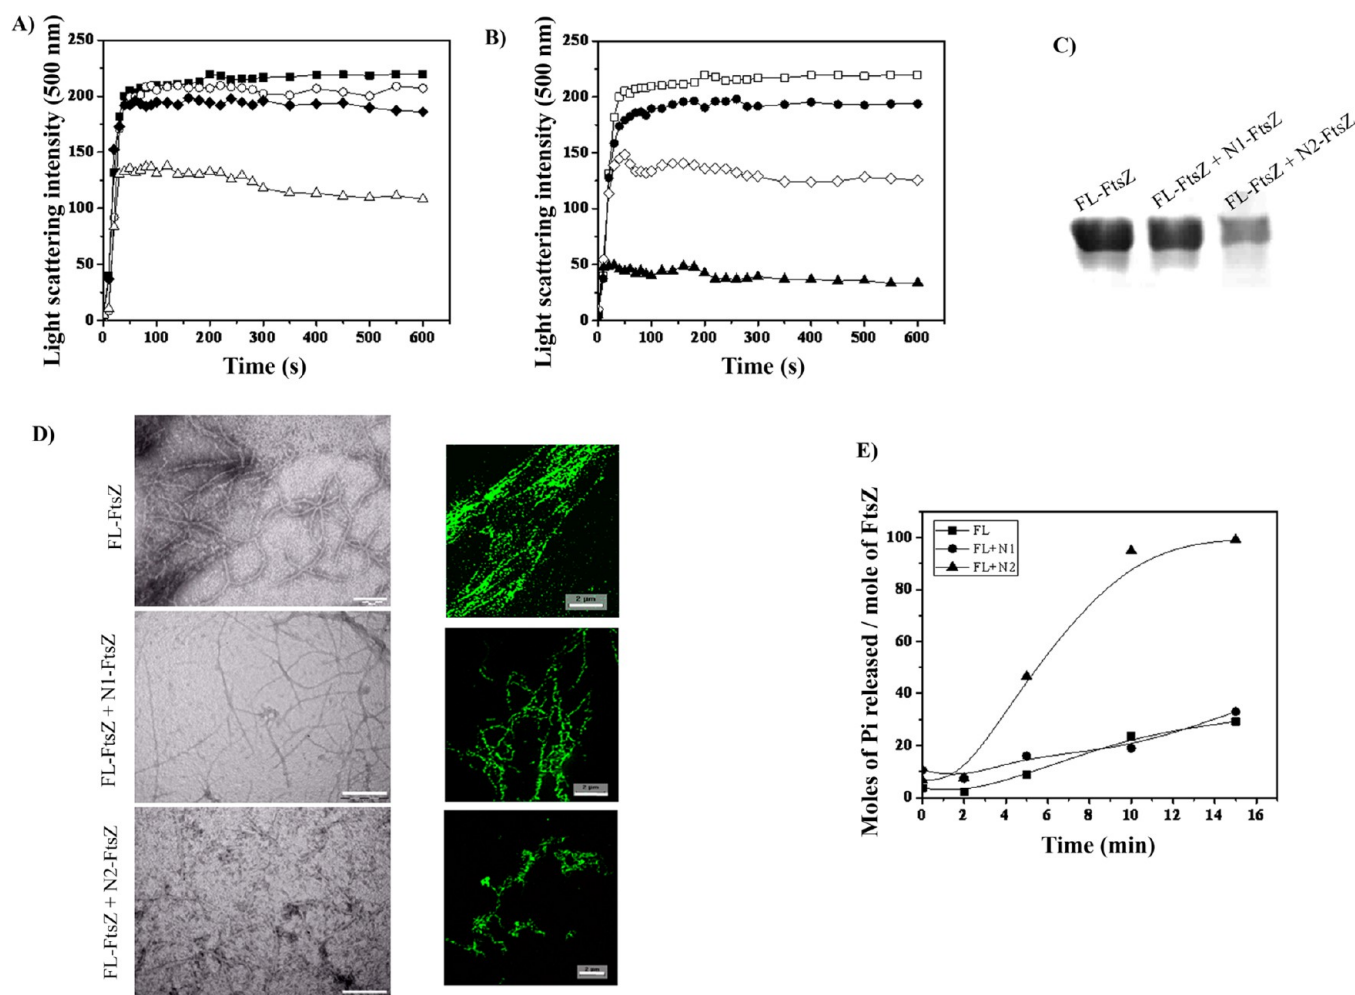 A)
Light scattering intensity (500 nm)
250
200
150
100
50
0
0 100 200 300 400 500 600
Time (s)
B)
Light scattering intensity (500 nm)
250
200
150
100
50
0
0 100 200 300 400 500 600
Time (s)
C)
FL-FtsZ
FL-FtsZ + N1-FtsZ
FL-FtsZ + N2-FtsZ
D)
FL-FtsZ
2 μm
FL-FtsZ + N1-FtsZ
2 μm
FL-FtsZ + N2-FtsZ
2 μm
E)
Moles of Pi released / mole of FtsZ
100
80
60
40
20
0
FL
FL+N1
FL+N2
0 2 4 6 8 10 12 14 16
Time (min)